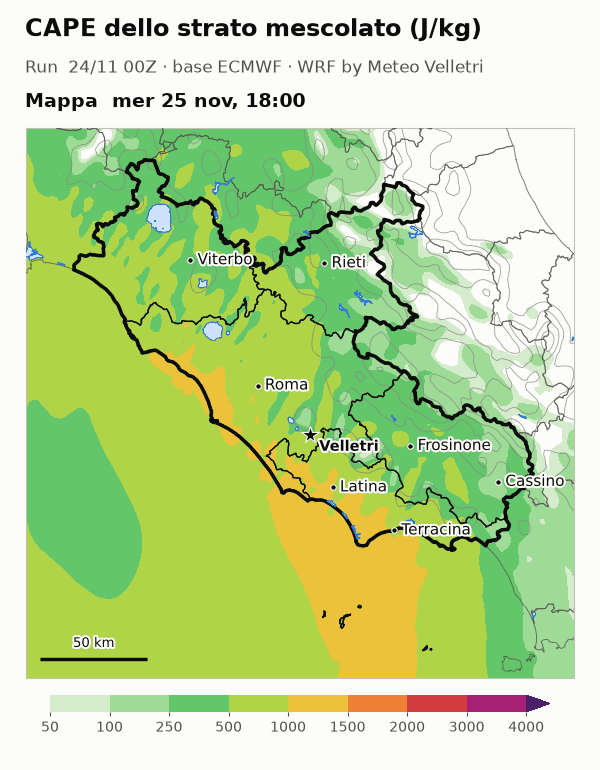 CAPE dello strato mescolato (J/kg)
Run  24/11 00Z · base ECMWF · WRF by Meteo Velletri
Mappa  mer 25 nov, 18:00
Viterbo
Rieti
Roma
Velletri
Frosinone
Cassino
Latina
Terracina
50 km
50 100 250 500 1000 1500 2000 3000 4000